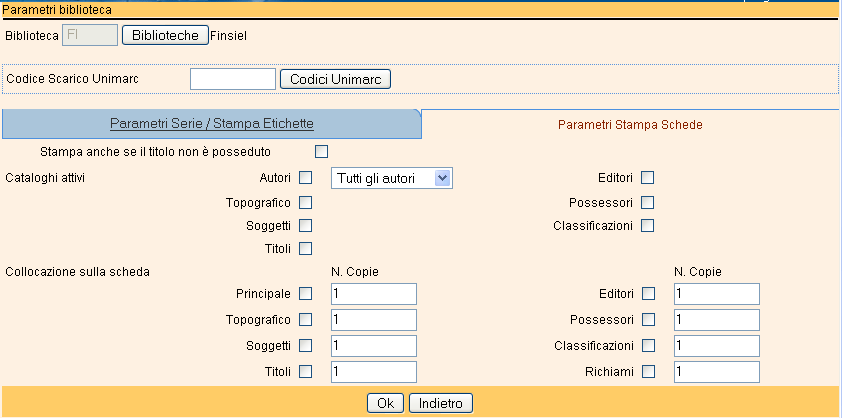 Parametri biblioteca
Biblioteca FI Biblioteche Finsiel
Codice Scarico Unimarc Codici Unimarc
Parametri Serie / Stampa Etichette Parametri Stampa Schede
Stampa anche se il titolo non è posseduto
Cataloghi attivi Autori Tutti gli autori Editori
Topografico Possessori
Soggetti Classificazioni
Titoli
Collocazione sulla scheda N. Copie N. Copie
Principale 1 Editori 1
Topografico 1 Possessori 1
Soggetti 1 Classificazioni 1
Titoli 1 Richiami 1
Ok Indietro